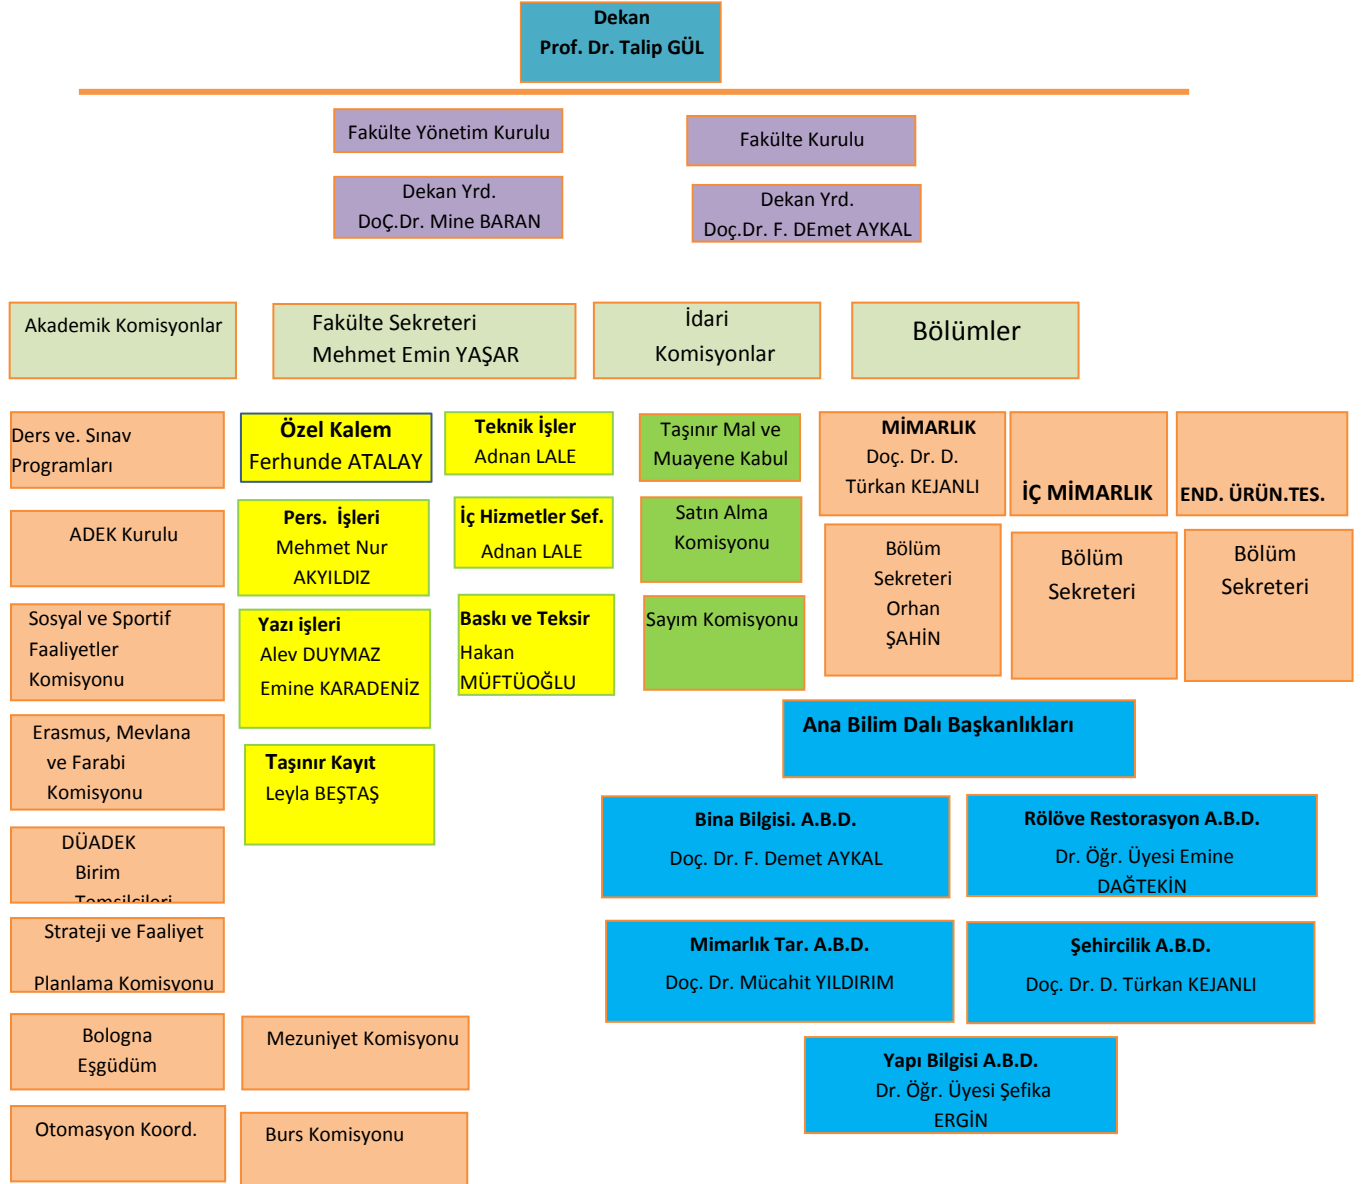 Dekan
Prof. Dr. Talip GÜL
Fakülte Yönetim Kurulu
Fakülte Kurulu
Dekan Yrd.
DoÇ.Dr. Mine BARAN
Dekan Yrd.
Doç.Dr. F. DEmet AYKAL
Akademik Komisyonlar
Fakülte Sekreteri
Mehmet Emin YAŞAR
İdari
Komisyonlar
Bölümler
Ders ve. Sınav
Programları
ADEK Kurulu
Sosyal ve Sportif
Faaliyetler
Komisyonu
Erasmus, Mevlana
ve Farabi
Komisyonu
DÜADEK
Birim
Temsilcileri
Strateji ve Faaliyet
Planlama Komisyonu
Bologna
Eşgüdüm
Otomasyon Koord.
Mezuniyet Komisyonu
Burs Komisyonu
Özel Kalem
Ferhunde ATALAY
Pers. İşleri
Mehmet Nur
AKYILDIZ
Yazı işleri
Alev DUYMAZ
Emine KARADENİZ
Taşınır Kayıt
Leyla BEŞTAŞ
Teknik İşler
Adnan LALE
İç Hizmetler Sef.
Adnan LALE
Baskı ve Teksir
Hakan
MÜFTÜOĞLU
Taşınır Mal ve
Muayene Kabul
Satın Alma
Komisyonu
Sayım Komisyonu
MİMARLIK
Doç. Dr. D.
Türkan KEJANLI
İÇ MİMARLIK
END. ÜRÜN.TES.
Bölüm
Sekreteri
Orhan
ŞAHİN
Bölüm
Sekreteri
Bölüm
Sekreteri
Ana Bilim Dalı Başkanlıkları
Bina Bilgisi. A.B.D.
Doç. Dr. F. Demet AYKAL
Rölöve Restorasyon A.B.D.
Dr. Öğr. Üyesi Emine
DAĞTEKİN
Mimarlık Tar. A.B.D.
Doç. Dr. Mücahit YILDIRIM
Şehircilik A.B.D.
Doç. Dr. D. Türkan KEJANLI
Yapı Bilgisi A.B.D.
Dr. Öğr. Üyesi Şefika
ERGİN